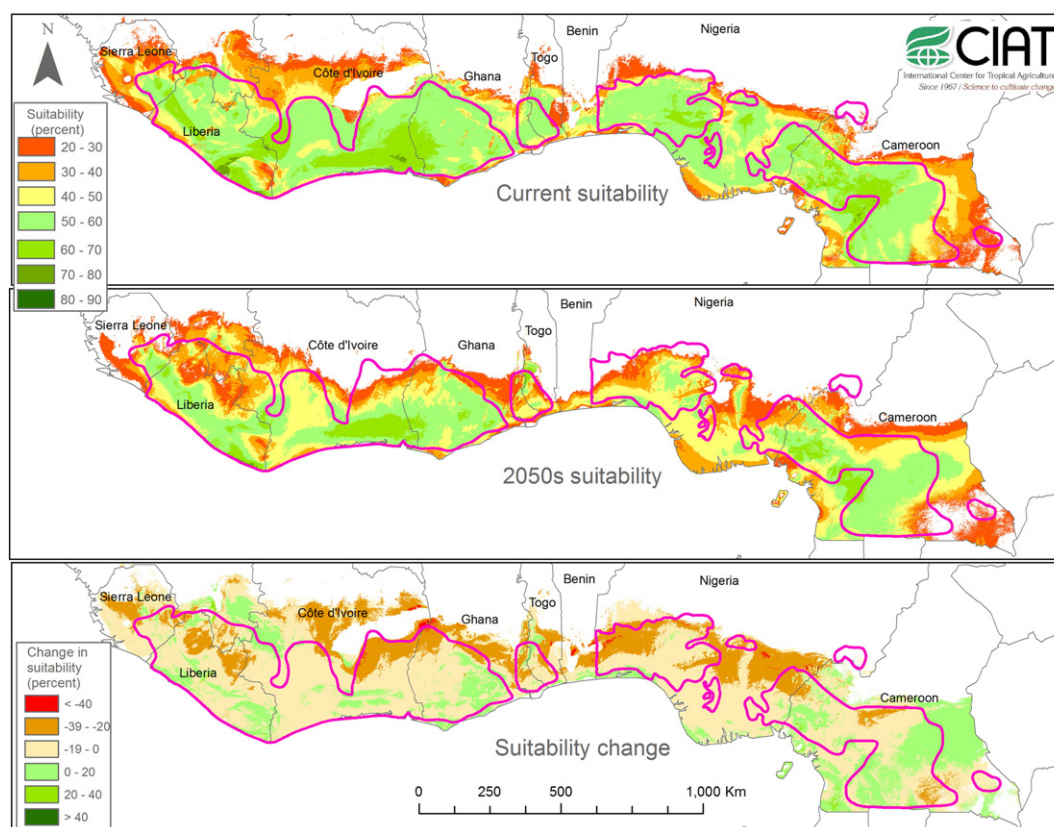 N
Sierra Leone
Côte d'Ivoire
Liberia
Ghana
Togo
Benin
Nigeria
Cameroon
CIAT
International Center for Tropical Agriculture
Since 1967 / Science to cultivate change
Suitability
(percent)
20 - 30
30 - 40
40 - 50
50 - 60
60 - 70
70 - 80
80 - 90
Current suitability
Sierra Leone
Côte d'Ivoire
Liberia
Ghana
Togo
Benin
Nigeria
Cameroon
2050s suitability
Sierra Leone
Côte d'Ivoire
Liberia
Ghana
Togo
Benin
Nigeria
Cameroon
Change in
suitability
(percent)
< -40
-39 - -20
-19 - 0
0 - 20
20 - 40
> 40
Suitability change
0 250 500 1,000 Km